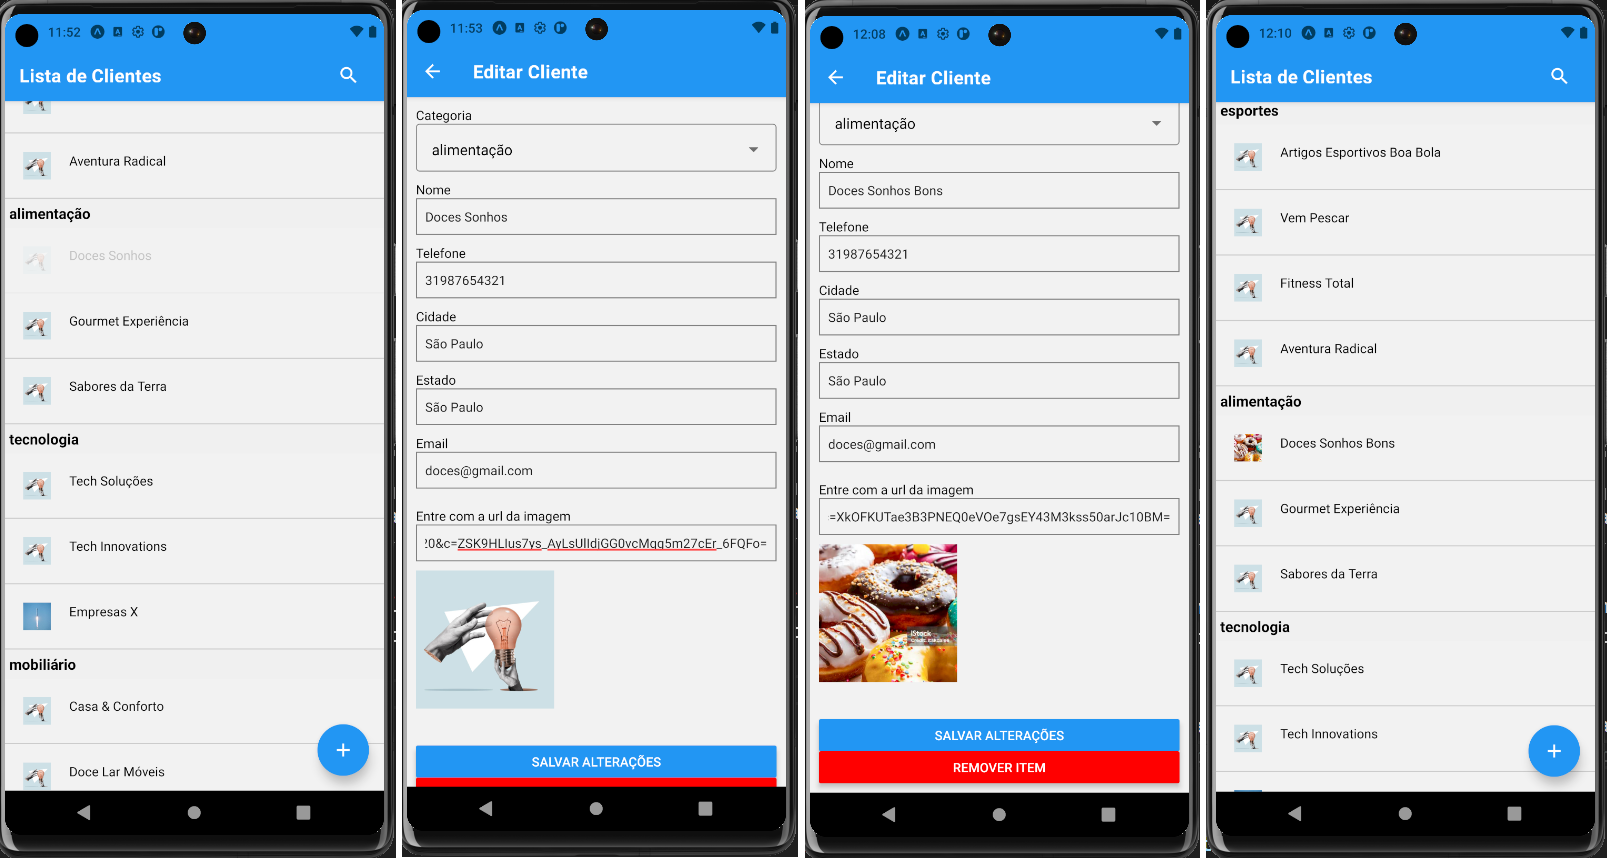 11:52
Lista de Clientes
Aventura Radical
alimentação
Doces Sonhos
Gourmet Experiência
Sabores da Terra
tecnologia
Tech Soluções
Tech Innovations
Empresas X
mobiliário
Casa & Conforto
Doce Lar Móveis
11:53
Editar Cliente
Categoria
alimentação
Nome
Doces Sonhos
Telefone
31987654321
Cidade
São Paulo
Estado
São Paulo
Email
doces@gmail.com
Entre com a url da imagem
SALVAR ALTERAÇÕES
12:08
Editar Cliente
alimentação
Nome
Doces Sonhos Bons
Telefone
31987654321
Cidade
São Paulo
Estado
São Paulo
Email
doces@gmail.com
Entre com a url da imagem
=XkOFKUTae3B3PNEQ0eVOe7gsEY43M3kss50arJc10BM=
iStock
SALVAR ALTERAÇÕES
REMOVER ITEM
12:10
Lista de Clientes
esportes
Artigos Esportivos Boa Bola
Vem Pescar
Fitness Total
Aventura Radical
alimentação
Doces Sonhos Bons
Gourmet Experiência
Sabores da Terra
tecnologia
Tech Soluções
Tech Innovations